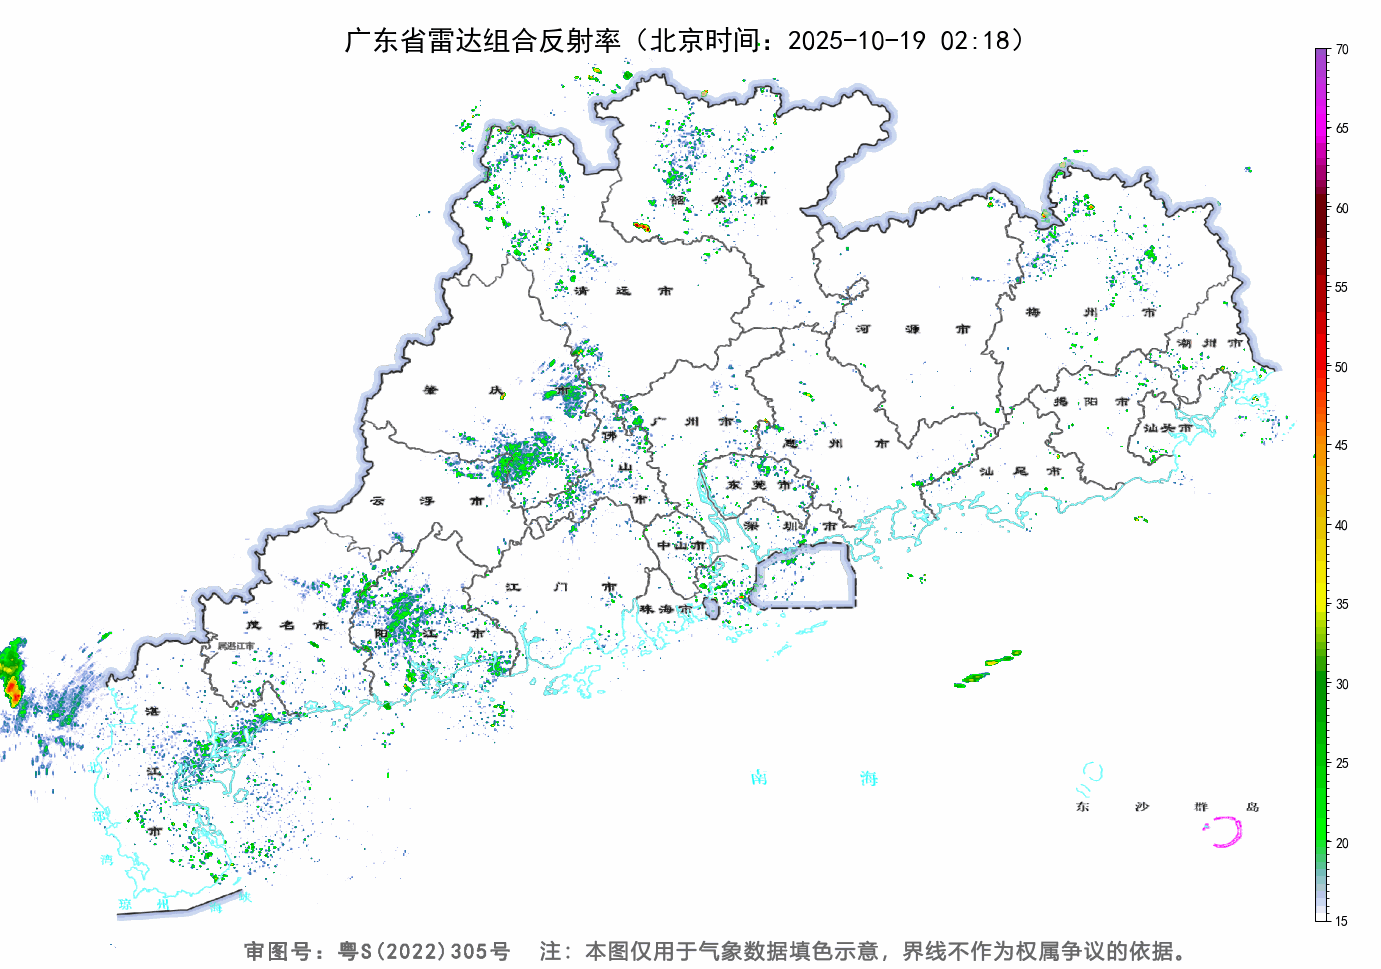 广东省雷达组合反射率（北京时间：2025-10-19 02:18）
70
65
60
55
50
45
40
35
30
25
20
15
韶关市
清远市
河源市
梅州市
潮州市
肇庆市
广州市
佛山市
惠州市
揭阳市
汕头市
汕尾市
云浮市
东莞市
深圳市
中山市
江门市
珠海市
茂名市
阳江市
属湛江市
湛江市
北部湾
琼州海峡
南海
东沙群岛
审图号：粤S(2022)305号 注：本图仅用于气象数据填色示意，界线不作为权属争议的依据。